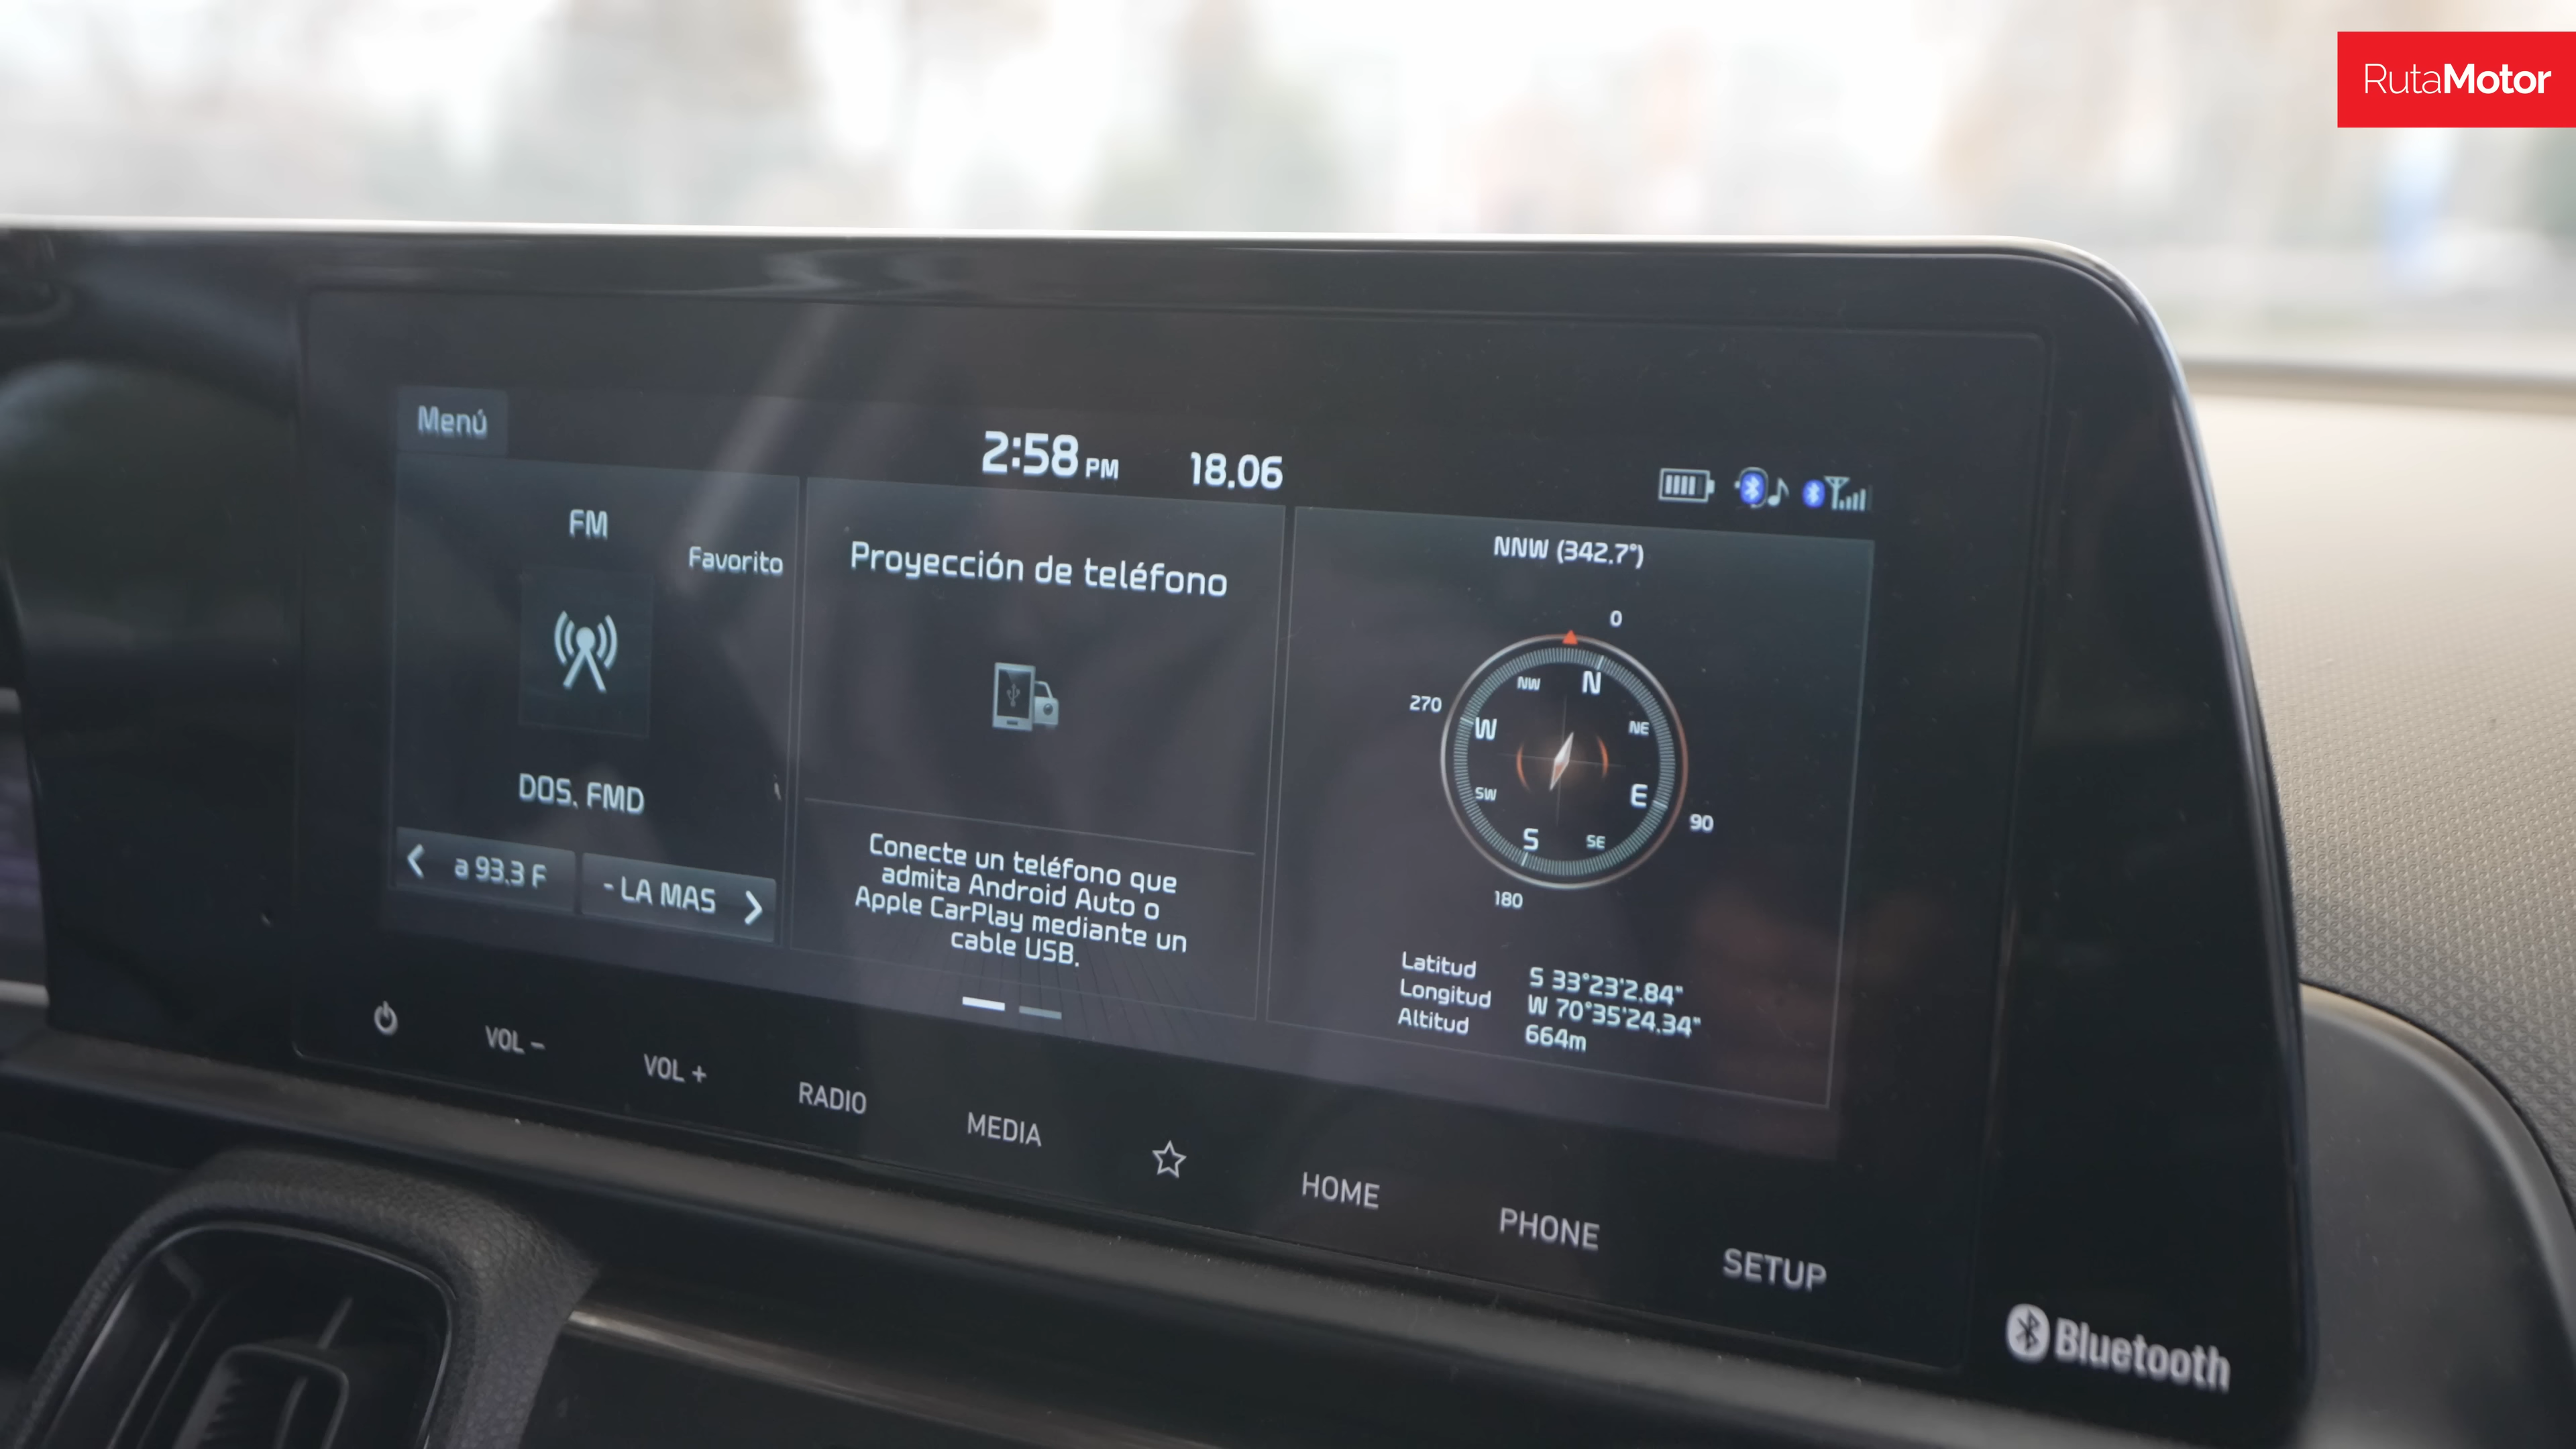 RutaMotor
Menú
2:58 PM 18.06
FM
Favorito
DOS, FMD
a 93.3 F
- LA MAS
Proyección de teléfono
Conecte un teléfono que
admita Android Auto o
Apple CarPlay mediante un
cable USB.
NNW (342.7°)
0
NW N NE
270 W E 90
SW S SE
180
Latitud S 33°23'2.84"
Longitud W 70°35'24.34"
Altitud 664m
VOL -
VOL +
RADIO
MEDIA
HOME
PHONE
SETUP
Bluetooth